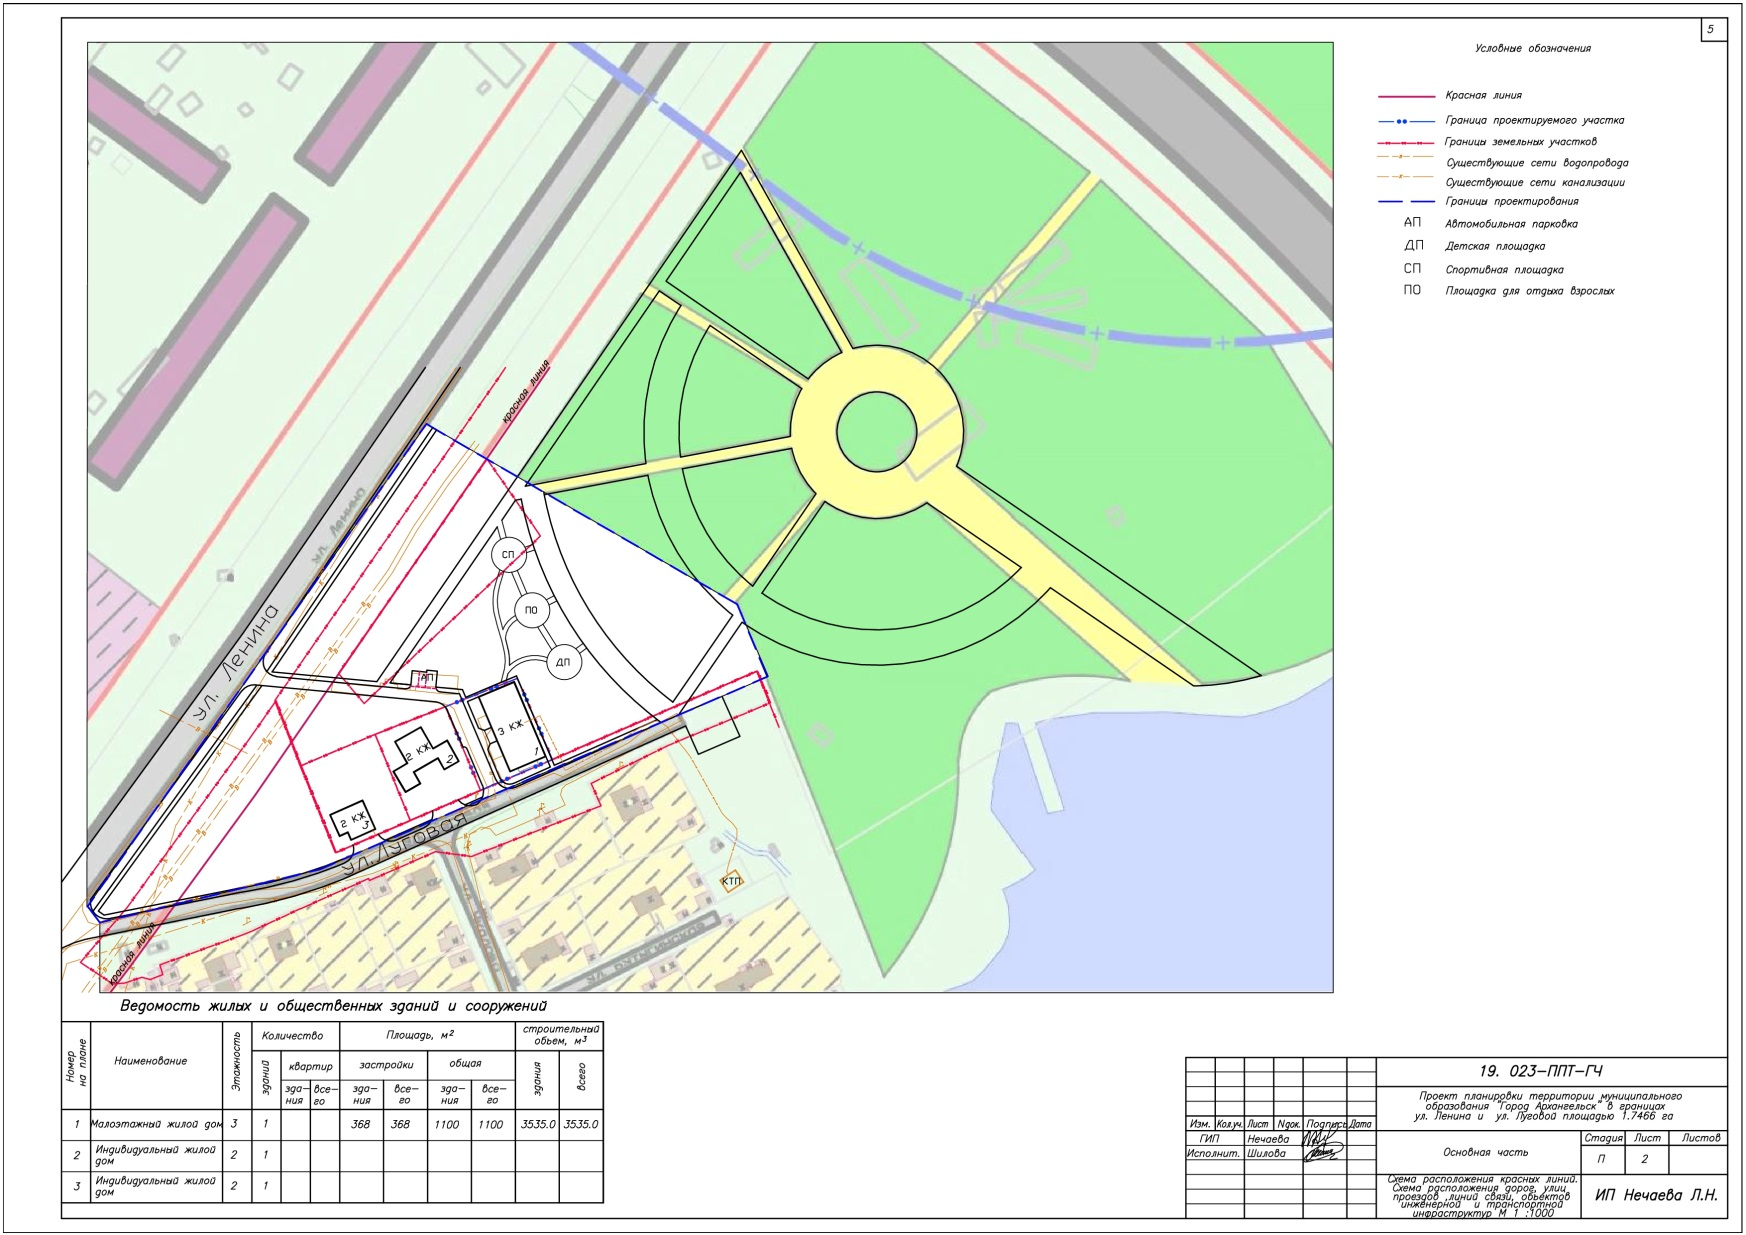 5
Условные обозначения
Красная линия
Граница проектируемого участка
Границы земельных участков
Существующие сети водопровода
Существующие сети канализации
Границы проектирования
АП Автомобильная парковка
ДП Детская площадка
СП Спортивная площадка
ПО Площадка для отдыха взрослых
красная линия
ул. Ленина
ул. Ленина
СП
ПО
ДП
АП
3 КЖ
1
2 КЖ
2
2 КЖ
3
ул. Луговая
КТП
красная линия
Ведомость жилых и общественных зданий и сооружений
Номер на плане
Наименование
Этажность
Количество
Площадь, м²
строительный
обьем, м³
зданий
квартир
застройки
общая
здания
всего
зда-
ния
все-
го
зда-
ния
все-
го
зда-
ния
все-
го
1 Малоэтажный жилой дом 3 1 368 368 1100 1100 3535.0 3535.0
2 Индивидуальный жилой
дом 2 1
3 Индивидуальный жилой
дом 2 1
19. 023-ППТ-ГЧ
Проект планировки территории муниципального
образования "Город Архангельск" в границах
ул. Ленина и ул. Луговой площадью 1.7466 га
Изм. Кол.уч. Лист Nдок. Подпись Дата
ГИП Нечаева
Исполнит. Шилова
Основная часть
Стадия Лист Листов
П 2
Схема расположения красных линий.
Схема расположения дорог, улиц
проездов ,линий связи, объектов
инженерной и транспортной
инфраструктур М 1 :1000
ИП Нечаева Л.Н.